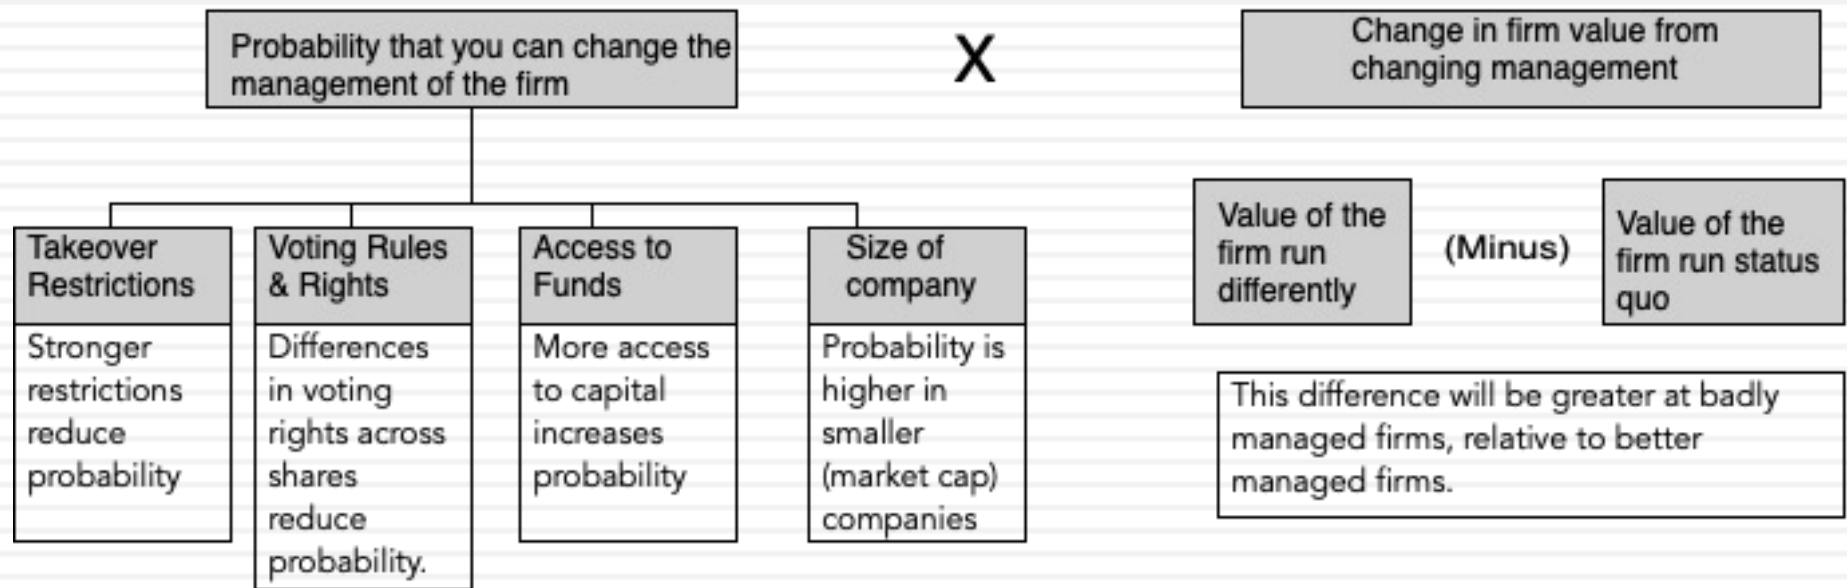 Probability that you can change the
management of the firm
X
Change in firm value from
changing management
Takeover
Restrictions
Stronger
restrictions
reduce
probability
Voting Rules
& Rights
Differences
in voting
rights across
shares
reduce
probability.
Access to
Funds
More access
to capital
increases
probability
Size of
company
Probability is
higher in
smaller
(market cap)
companies
Value of the
firm run
differently
(Minus)
Value of the
firm run status
quo
This difference will be greater at badly
managed firms, relative to better
managed firms.